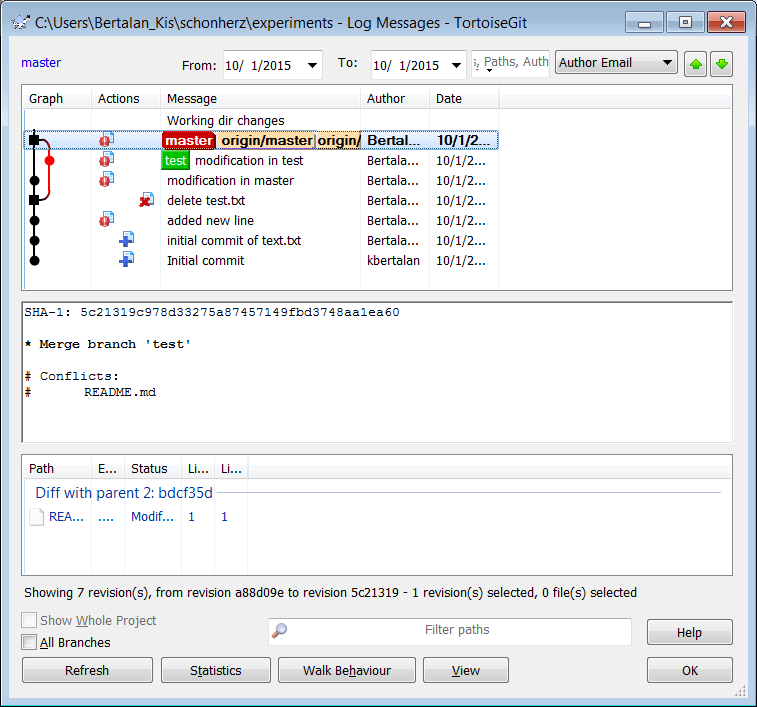 C:\Users\Bertalan_Kis\schonherz\experiments - Log Messages - TortoiseGit
master From: 10/ 1/2015 To: 10/ 1/2015 Paths, Auth Author Email
Graph Actions Message Author Date
Working dir changes
master origin/master origin/ Bertal... 10/1/2...
test modification in test Bertala... 10/1/2...
modification in master Bertala... 10/1/2...
delete test.txt Bertala... 10/1/2...
added new line Bertala... 10/1/2...
initial commit of text.txt Bertala... 10/1/2...
Initial commit kbertalan 10/1/2...
SHA-1: 5c21319c978d33275a87457149fbd3748aa1ea60
* Merge branch 'test'
# Conflicts:
# README.md
Path E... Status Li... Li...
Diff with parent 2: bdcf35d
REA... .... Modif... 1 1
Showing 7 revision(s), from revision a88d09e to revision 5c21319 - 1 revision(s) selected, 0 file(s) selected
Show Whole Project
Filter paths
Help
All Branches
Refresh Statistics Walk Behaviour View OK